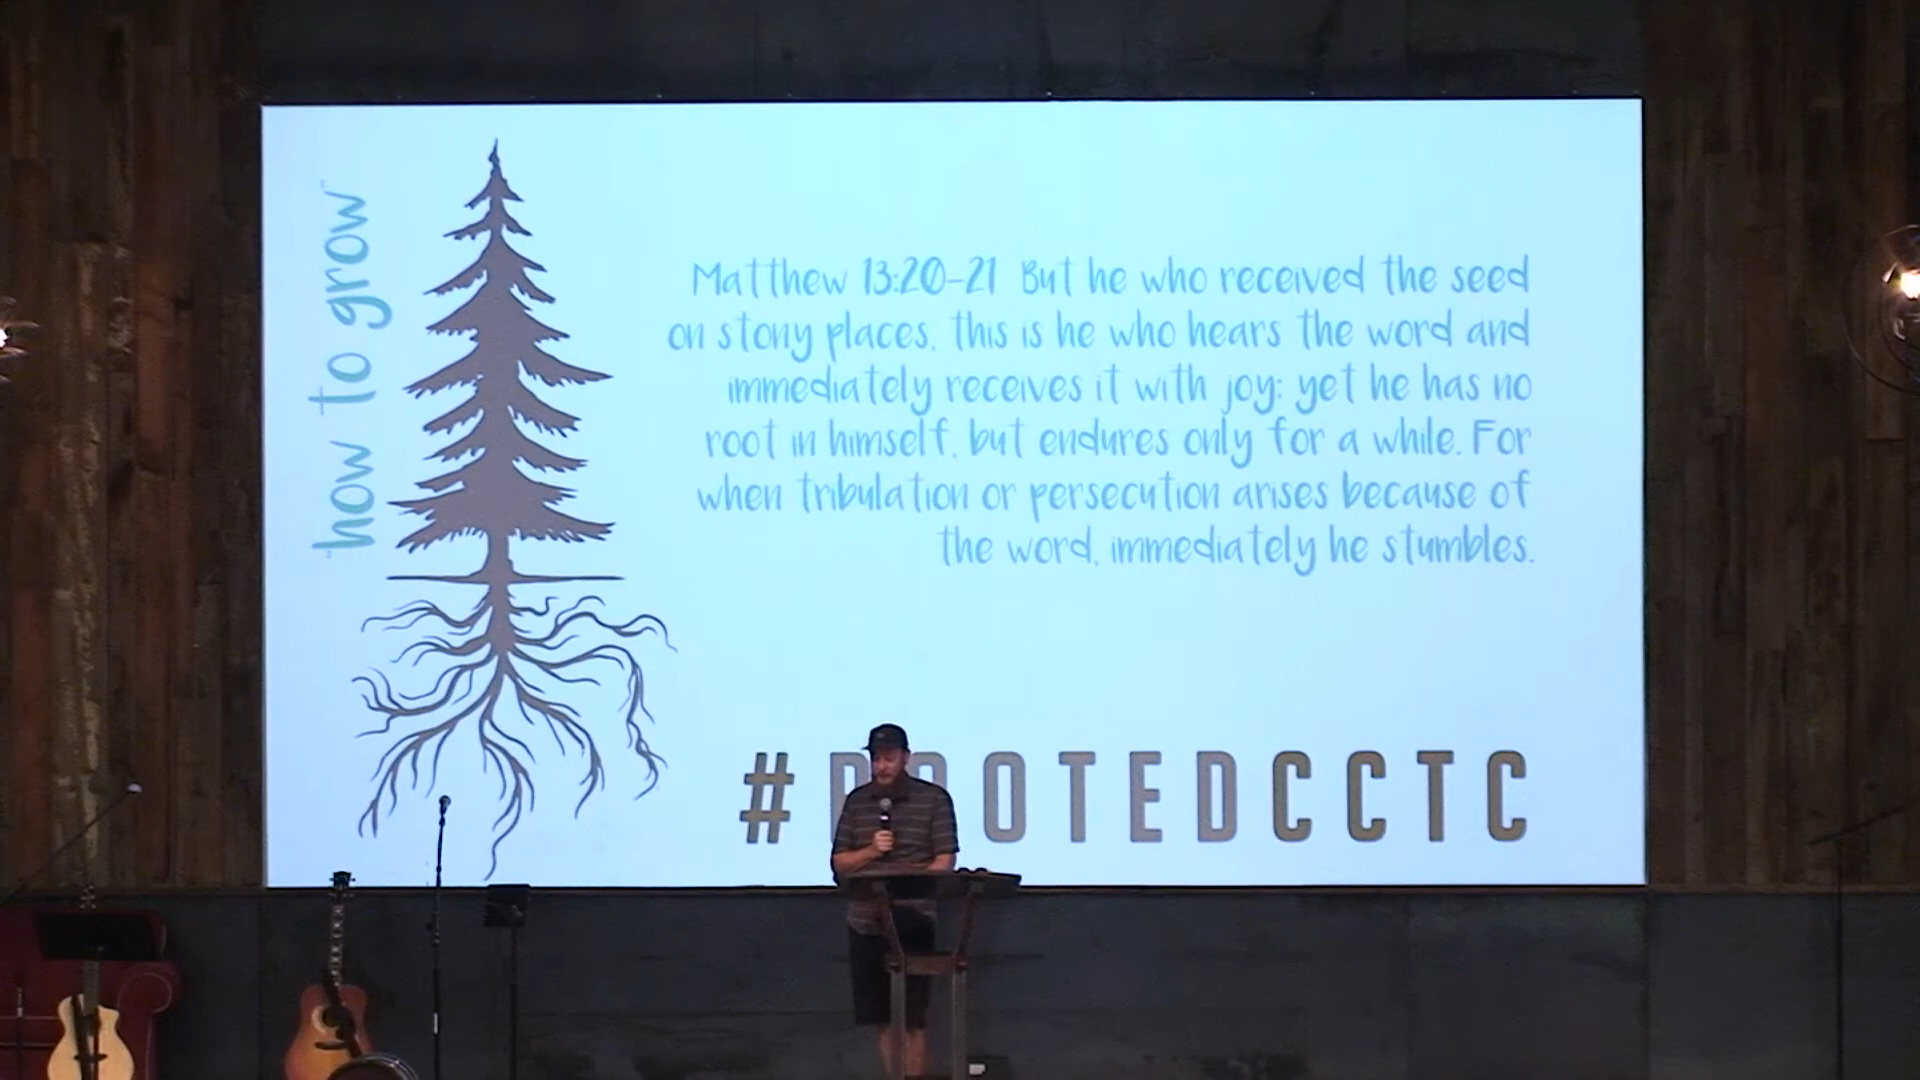 "how to grow"
Matthew 13:20-21 But he who received the seed
on stony places, this is he who hears the word and
immediately receives it with joy; yet he has no
root in himself, but endures only for a while. For
when tribulation or persecution arises because of
the word, immediately he stumbles.
#ROOTEDCCTC